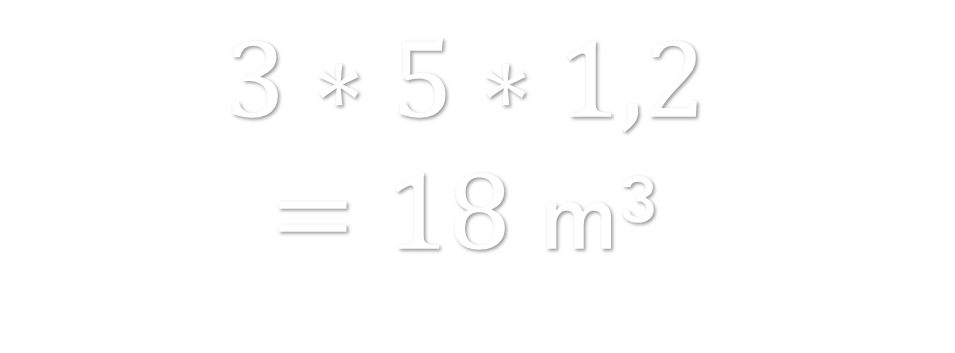 3 * 5 * 1,2
= 18 m³